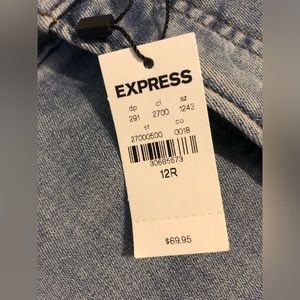 EXPRESS
dp cl sz
291 2700 1242
st co
27000500 0018
30685673
12R
$69.95